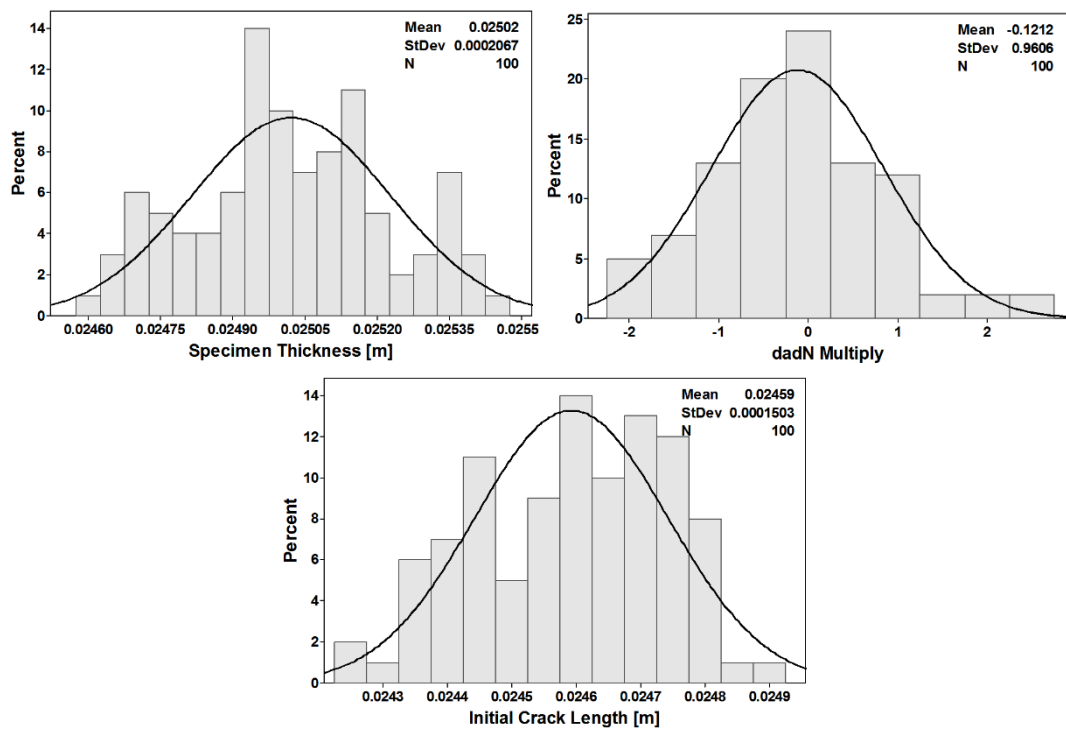 Mean 0.02502
StDev 0.0002067
N 100
14
12
10
8
6
4
2
0
Percent
0.02460 0.02475 0.02490 0.02505 0.02520 0.02535 0.0255
Specimen Thickness [m]
Mean -0.1212
StDev 0.9606
N 100
25
20
15
10
5
0
Percent
-2 -1 0 1 2
dadN Multiply
Mean 0.02459
StDev 0.0001503
N 100
14
12
10
8
6
4
2
0
Percent
0.0243 0.0244 0.0245 0.0246 0.0247 0.0248 0.0249
Initial Crack Length [m]